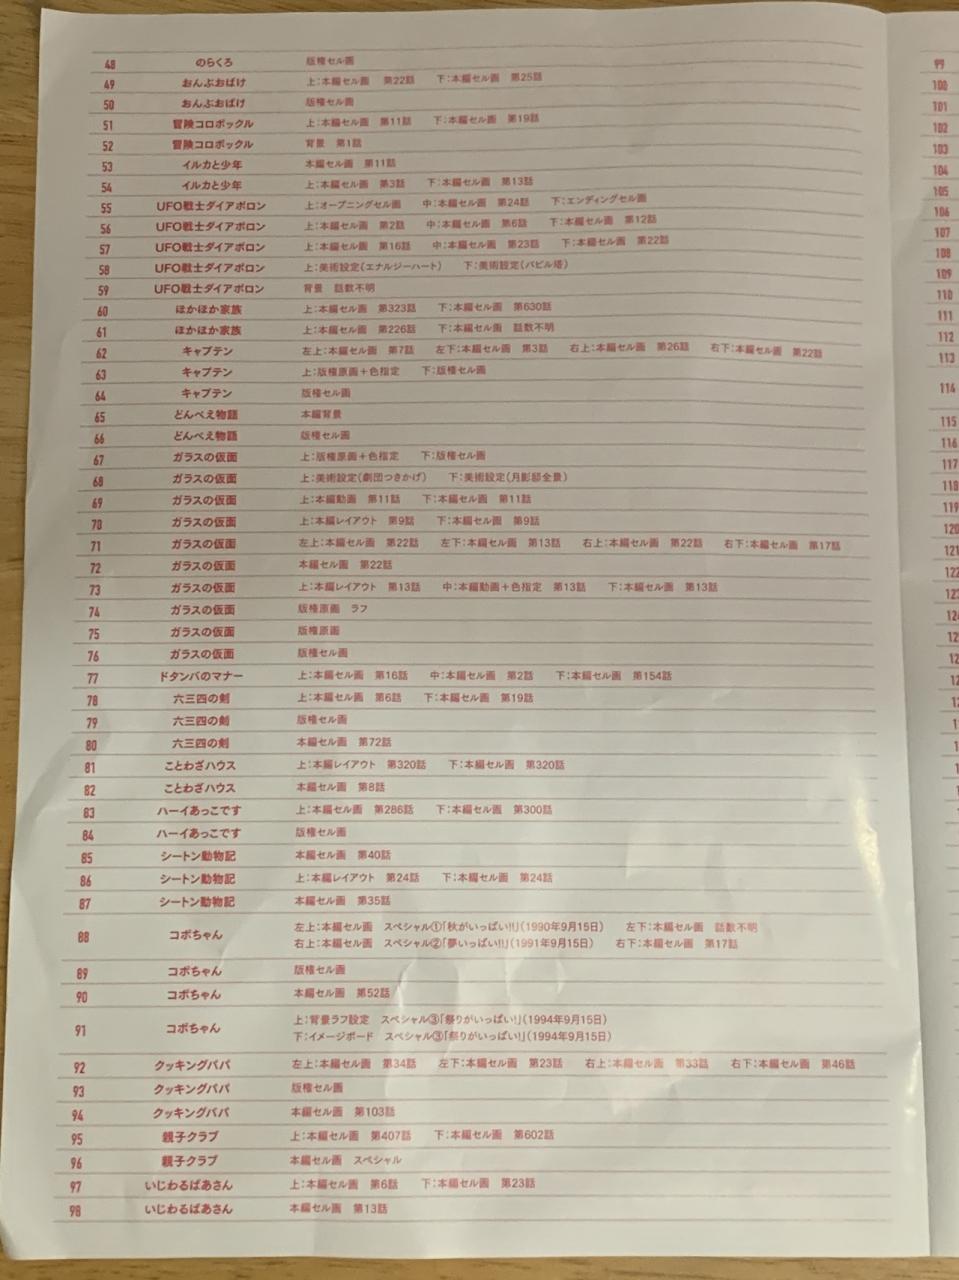 48 のらくろ 版権セル画
49 おんぶおばけ 上:本編セル画 第22話 下:本編セル画 第25話
50 おんぶおばけ 版権セル画
51 冒険コロボックル 上:本編セル画 第11話 下:本編セル画 第19話
52 冒険コロボックル 背景 第1話
53 イルカと少年 本編セル画 第11話
54 イルカと少年 上:本編セル画 第3話 下:本編セル画 第13話
55 UFO戦士ダイアポロン 上:オープニングセル画 中:本編セル画 第24話 下:エンディングセル画
56 UFO戦士ダイアポロン 上:本編セル画 第2話 中:本編セル画 第6話 下:本編セル画 第12話
57 UFO戦士ダイアポロン 上:本編セル画 第16話 中:本編セル画 第23話 下:本編セル画 第22話
58 UFO戦士ダイアポロン 上:美術設定(エナルジーハート) 下:美術設定(バビル塔)
59 UFO戦士ダイアポロン 背景 話数不明
60 ほかほか家族 上:本編セル画 第323話 下:本編セル画 第630話
61 ほかほか家族 上:本編セル画 第226話 下:本編セル画 話数不明
62 キャプテン 左上:本編セル画 第7話 左下:本編セル画 第3話 右上:本編セル画 第26話 右下:本編セル画 第22話
63 キャプテン 上:版権原画+色指定 下:版権セル画
64 キャプテン 版権セル画
65 どんべえ物語 本編背景
66 どんべえ物語 版権セル画
67 ガラスの仮面 上:版権原画+色指定 下:版権セル画
68 ガラスの仮面 上:美術設定(劇団つきかげ) 下:美術設定(月影邸全景)
69 ガラスの仮面 上:本編動画 第11話 下:本編セル画 第11話
70 ガラスの仮面 上:本編レイアウト 第9話 下:本編セル画 第9話
71 ガラスの仮面 左上:本編セル画 第22話 左下:本編セル画 第13話 右上:本編セル画 第22話 右下:本編セル画 第17話
72 ガラスの仮面 本編セル画 第22話
73 ガラスの仮面 上:本編レイアウト 第13話 中:本編動画+色指定 第13話 下:本編セル画 第13話
74 ガラスの仮面 版権原画 ラフ
75 ガラスの仮面 版権原画
76 ガラスの仮面 版権セル画
77 ドタンバのマナー 上:本編セル画 第16話 中:本編セル画 第2話 下:本編セル画 第154話
78 六三四の剣 上:本編セル画 第6話 下:本編セル画 第19話
79 六三四の剣 版権セル画
80 六三四の剣 本編セル画 第72話
81 ことわざハウス 上:本編レイアウト 第320話 下:本編セル画 第320話
82 ことわざハウス 本編セル画 第8話
83 ハーイあっこです 上:本編セル画 第286話 下:本編セル画 第300話
84 ハーイあっこです 版権セル画
85 シートン動物記 本編セル画 第40話
86 シートン動物記 上:本編レイアウト 第24話 下:本編セル画 第24話
87 シートン動物記 本編セル画 第35話
88 コボちゃん 左上:本編セル画 スペシャル①「秋がいっぱい!!」(1990年9月15日) 左下:本編セル画 話数不明
右上:本編セル画 スペシャル②「夢いっぱい!!」(1991年9月15日) 右下:本編セル画 第17話
89 コボちゃん 版権セル画
90 コボちゃん 本編セル画 第52話
91 コボちゃん 上:背景ラフ設定 スペシャル③「祭りがいっぱい!」(1994年9月15日)
下:イメージボード スペシャル③「祭りがいっぱい!」(1994年9月15日)
92 クッキングパパ 左上:本編セル画 第34話 左下:本編セル画 第23話 右上:本編セル画 第33話 右下:本編セル画 第46話
93 クッキングパパ 版権セル画
94 クッキングパパ 本編セル画 第103話
95 親子クラブ 上:本編セル画 第407話 下:本編セル画 第602話
96 親子クラブ 本編セル画 スペシャル
97 いじわるばあさん 上:本編セル画 第6話 下:本編セル画 第23話
98 いじわるばあさん 本編セル画 第13話
99
100
101
102
103
104
105
106
107
108
109
110
111
112
113
114
115
116
117
118
119
120
121
122